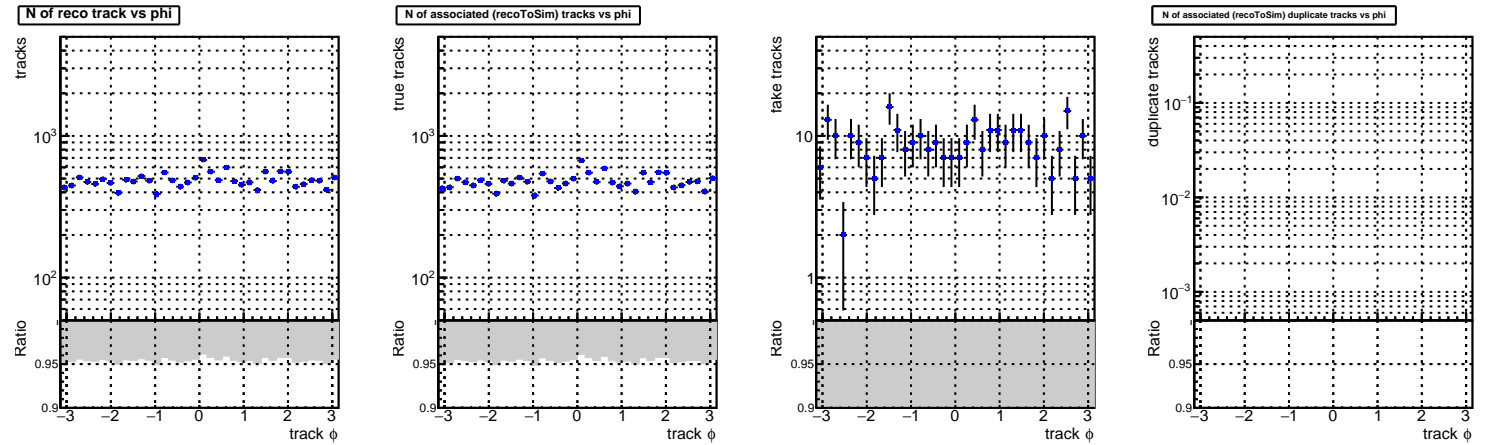 N of reco track vs phi
tracks
10³
10²
Ratio
1
0.95
0.9
−3 −2 −1 0 1 2 3
track ϕ
N of associated (recoToSim) tracks vs phi
true tracks
10³
10²
Ratio
1
0.95
0.9
−3 −2 −1 0 1 2 3
track ϕ
fake tracks
10
1
Ratio
1
0.95
0.9
−3 −2 −1 0 1 2 3
track ϕ
N of associated (recoToSim) duplicate tracks vs phi
duplicate tracks
10⁻¹
10⁻²
10⁻³
Ratio
1
0.95
0.9
−3 −2 −1 0 1 2 3
track ϕ